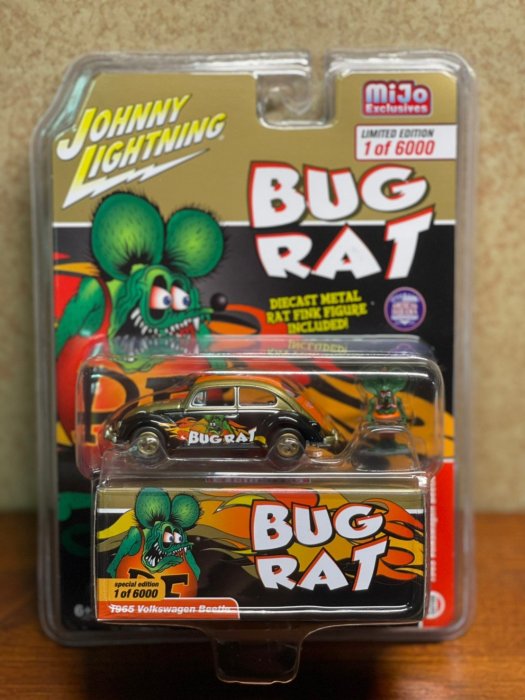 JOHNNY
LIGHTNING
MiJo
Exclusives
LIMITED EDITION
1 of 6000
BUG
RAT
DIECAST METAL
RAT FINK FIGURE
INCLUDED!
INCLUDED!
BUG RAT
BUG
RAT
special edition
1 of 6000
1965 Volkswagen Beetle